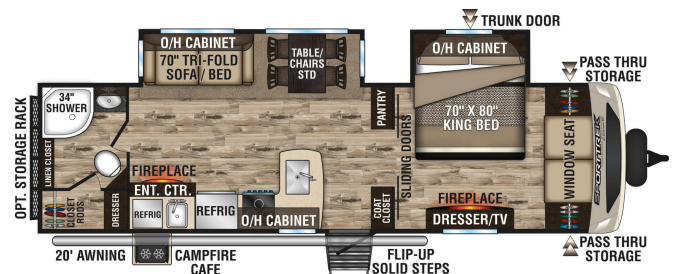 TRUNK DOOR
O/H CABINET
70" TRI-FOLD
SOFA / BED
TABLE/
CHAIRS
STD
O/H CABINET
PASS THRU
STORAGE
34"
SHOWER
OPT. STORAGE RACK
LINEN CLOSET
PANTRY
SLIDING DOORS
70" X 80"
KING BED
WINDOW SEAT
SPORTTREK
FIREPLACE
ENT. CTR.
CLOSET
RODS
DRESSER
REFRIG
REFRIG
O/H CABINET
COAT
CLOSET
FIREPLACE
DRESSER/TV
20' AWNING
CAMPFIRE
CAFE
FLIP-UP
SOLID STEPS
PASS THRU
STORAGE